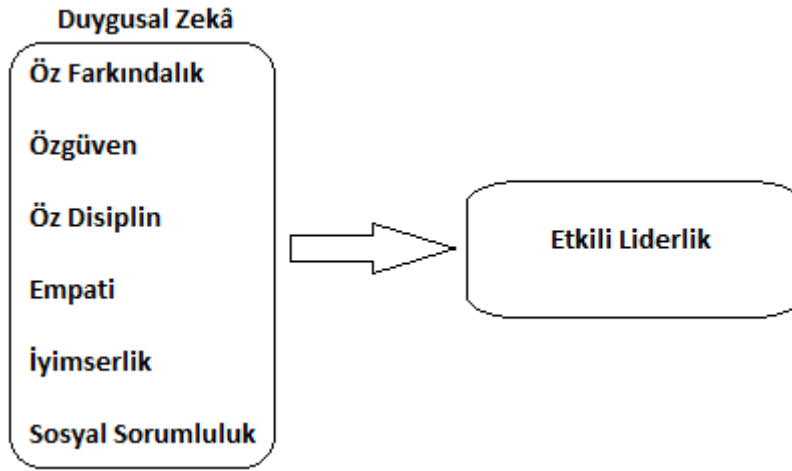 Duygusal Zekâ
Öz Farkındalık
Özgüven
Öz Disiplin
Empati
İyimserlik
Sosyal Sorumluluk
Etkili Liderlik